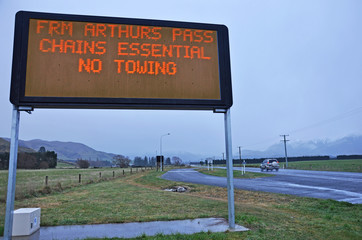 FRM ARTHURS PASS
CHAINS ESSENTIAL
NO TOWING